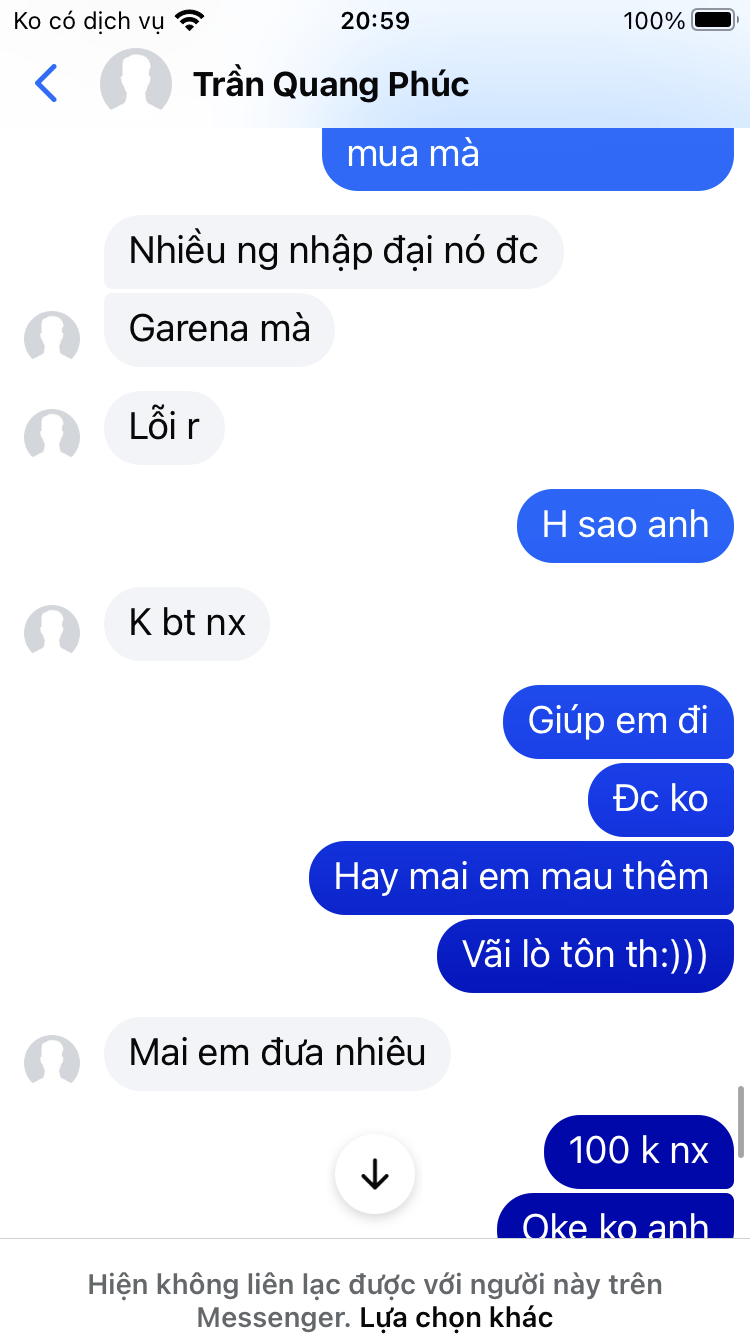 Ko có dịch vụ 20:59 100%
Trần Quang Phúc
mua mà
Nhiều ng nhập đại nó đc
Garena mà
Lỗi r
H sao anh
K bt nx
Giúp em đi
Đc ko
Hay mai em mau thêm
Vãi lò tôn th:)))
Mai em đưa nhiêu
100 k nx
Oke ko anh
Hiện không liên lạc được với người này trên
Messenger. Lựa chọn khác